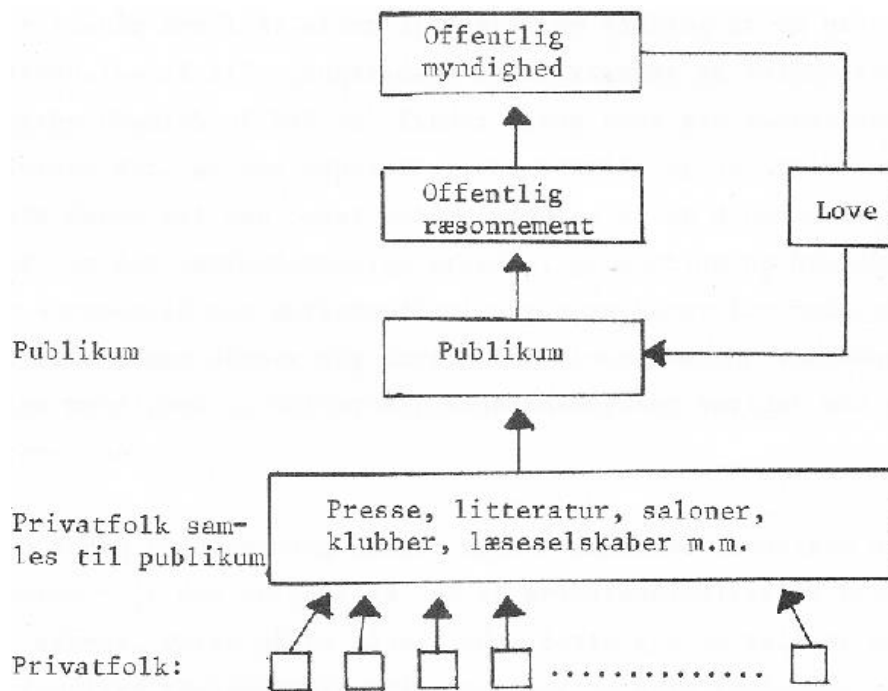 Offentlig
myndighed
Offentlig
ræsonnement
Love
Publikum
Publikum
Privatfolk sam-
les til publikum
Presse, litteratur, saloner,
klubber, læseselskaber m.m.
Privatfolk: